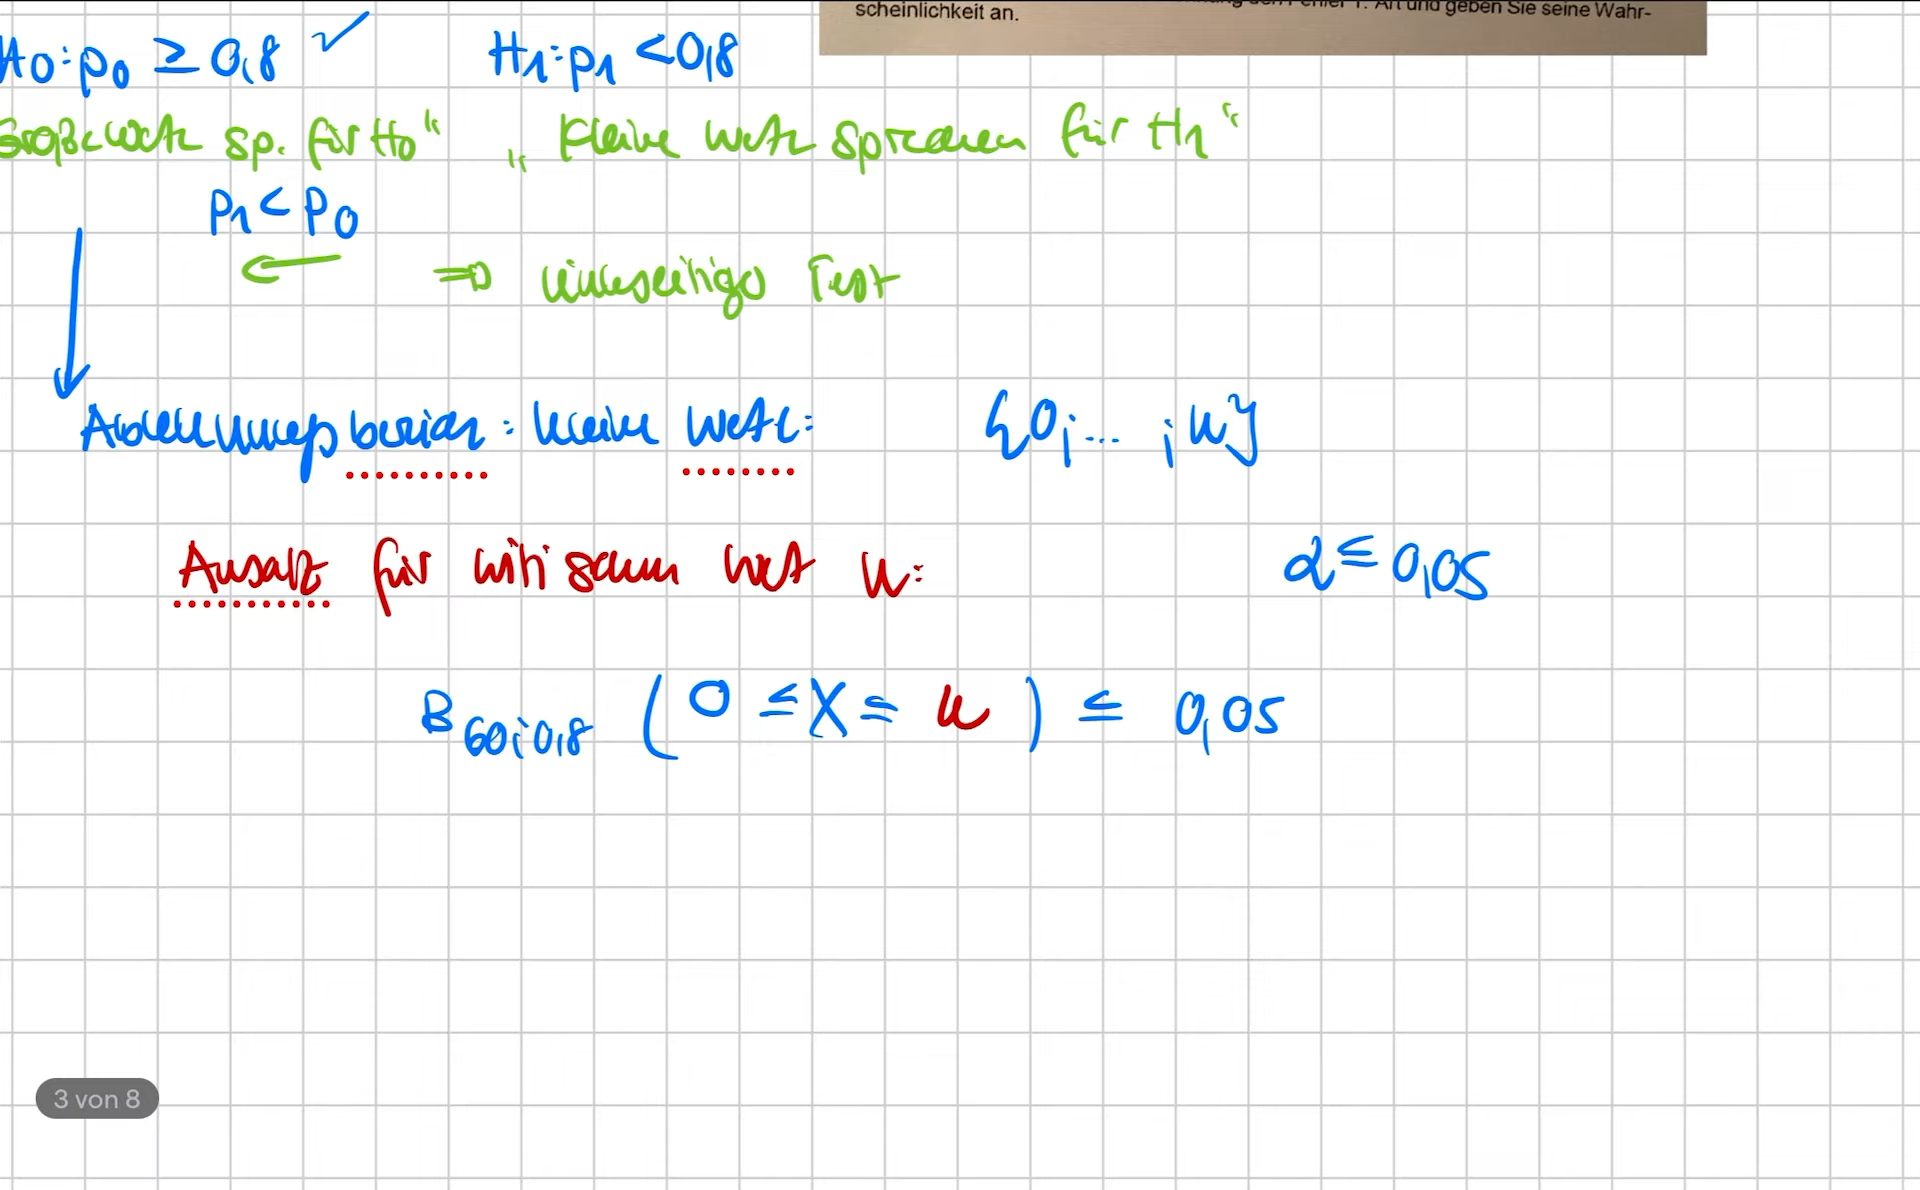 scheinlichkeit an.
Fehler 1. Art und geben Sie seine Wahr-
H0: p0 ≥ 0,8 ✓ H1: p1 < 0,8
Große Werte sp. für H0“ „Kleine Werte sprechen für H1“
p1 < p0
← ⇒ linksseitiger Test
Ablehnungsbereich: kleine Werte: {0; ... ; k}
Ansatz für kritischen Wert k: α ≤ 0,05
B60;0,8 ( 0 ≤ X ≤ k ) ≤ 0,05
3 von 8